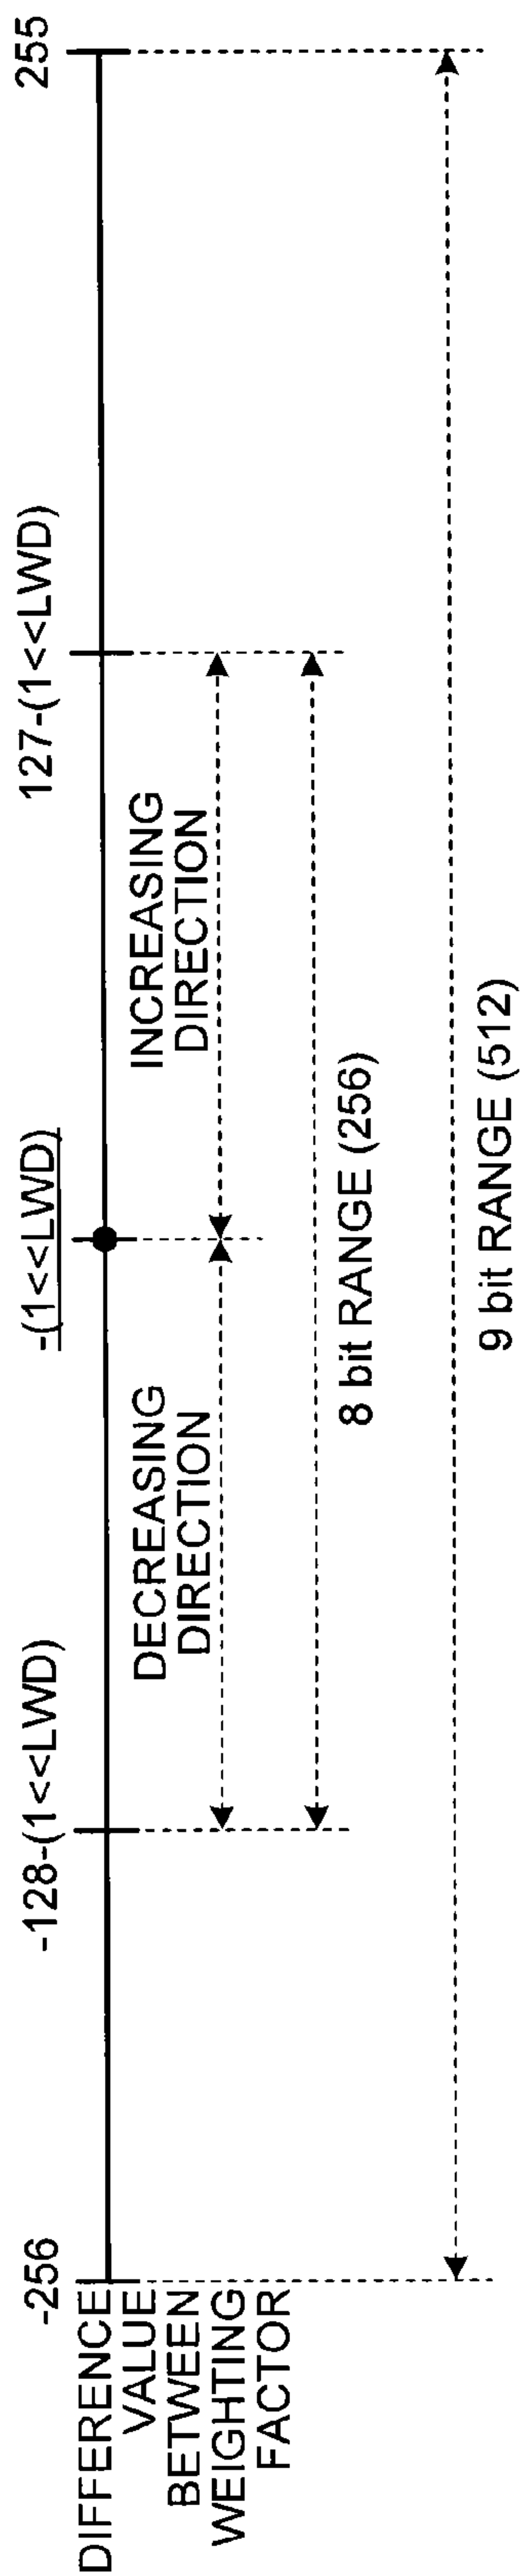 -256
-128-(1<<LWD)
-(1<<LWD)
127-(1<<LWD)
255
DIFFERENCE
VALUE
BETWEEN
WEIGHTING
FACTOR
DECREASING
DIRECTION
INCREASING
DIRECTION
8 bit RANGE (256)
9 bit RANGE (512)